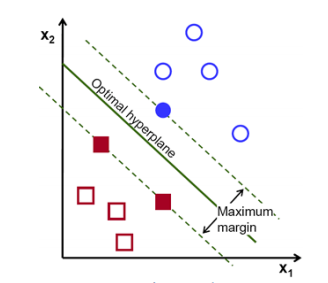 x2
Optimal hyperplane
Maximum
margin
x1